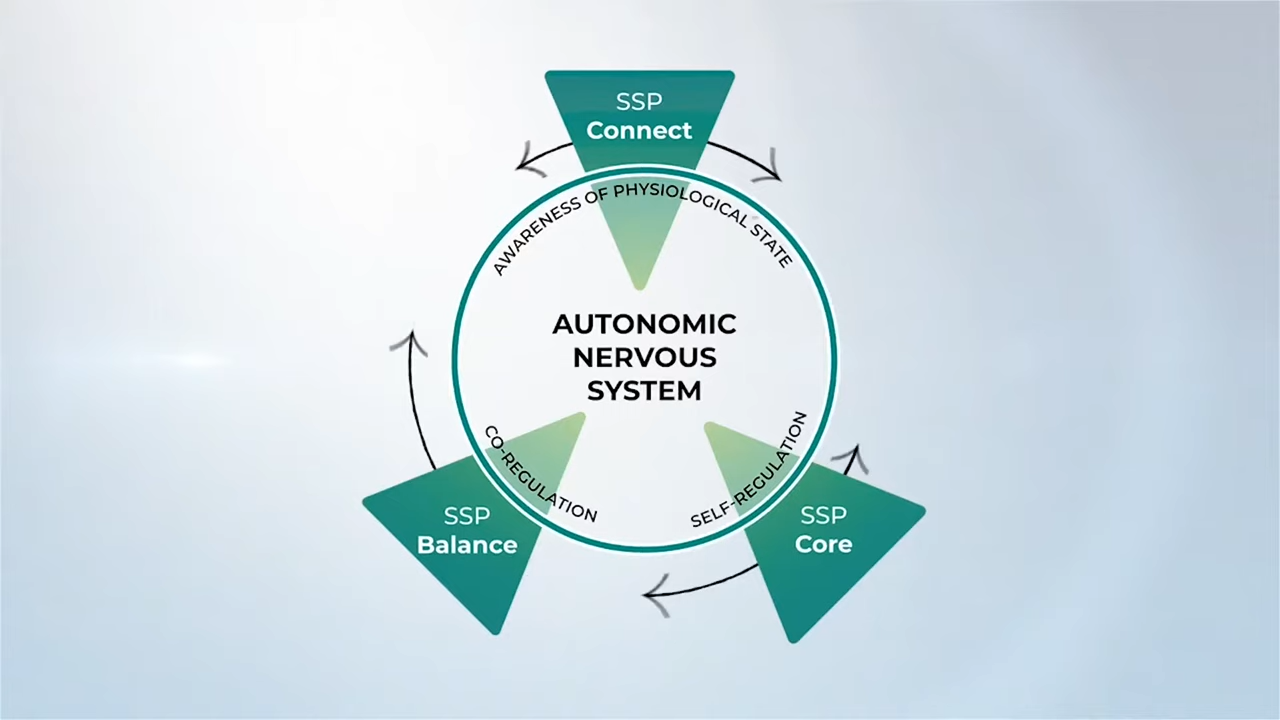 SSP
Connect
AWARENESS OF PHYSIOLOGICAL STATE
AUTONOMIC
NERVOUS
SYSTEM
CO-REGULATION
SELF-REGULATION
SSP
Balance
SSP
Core